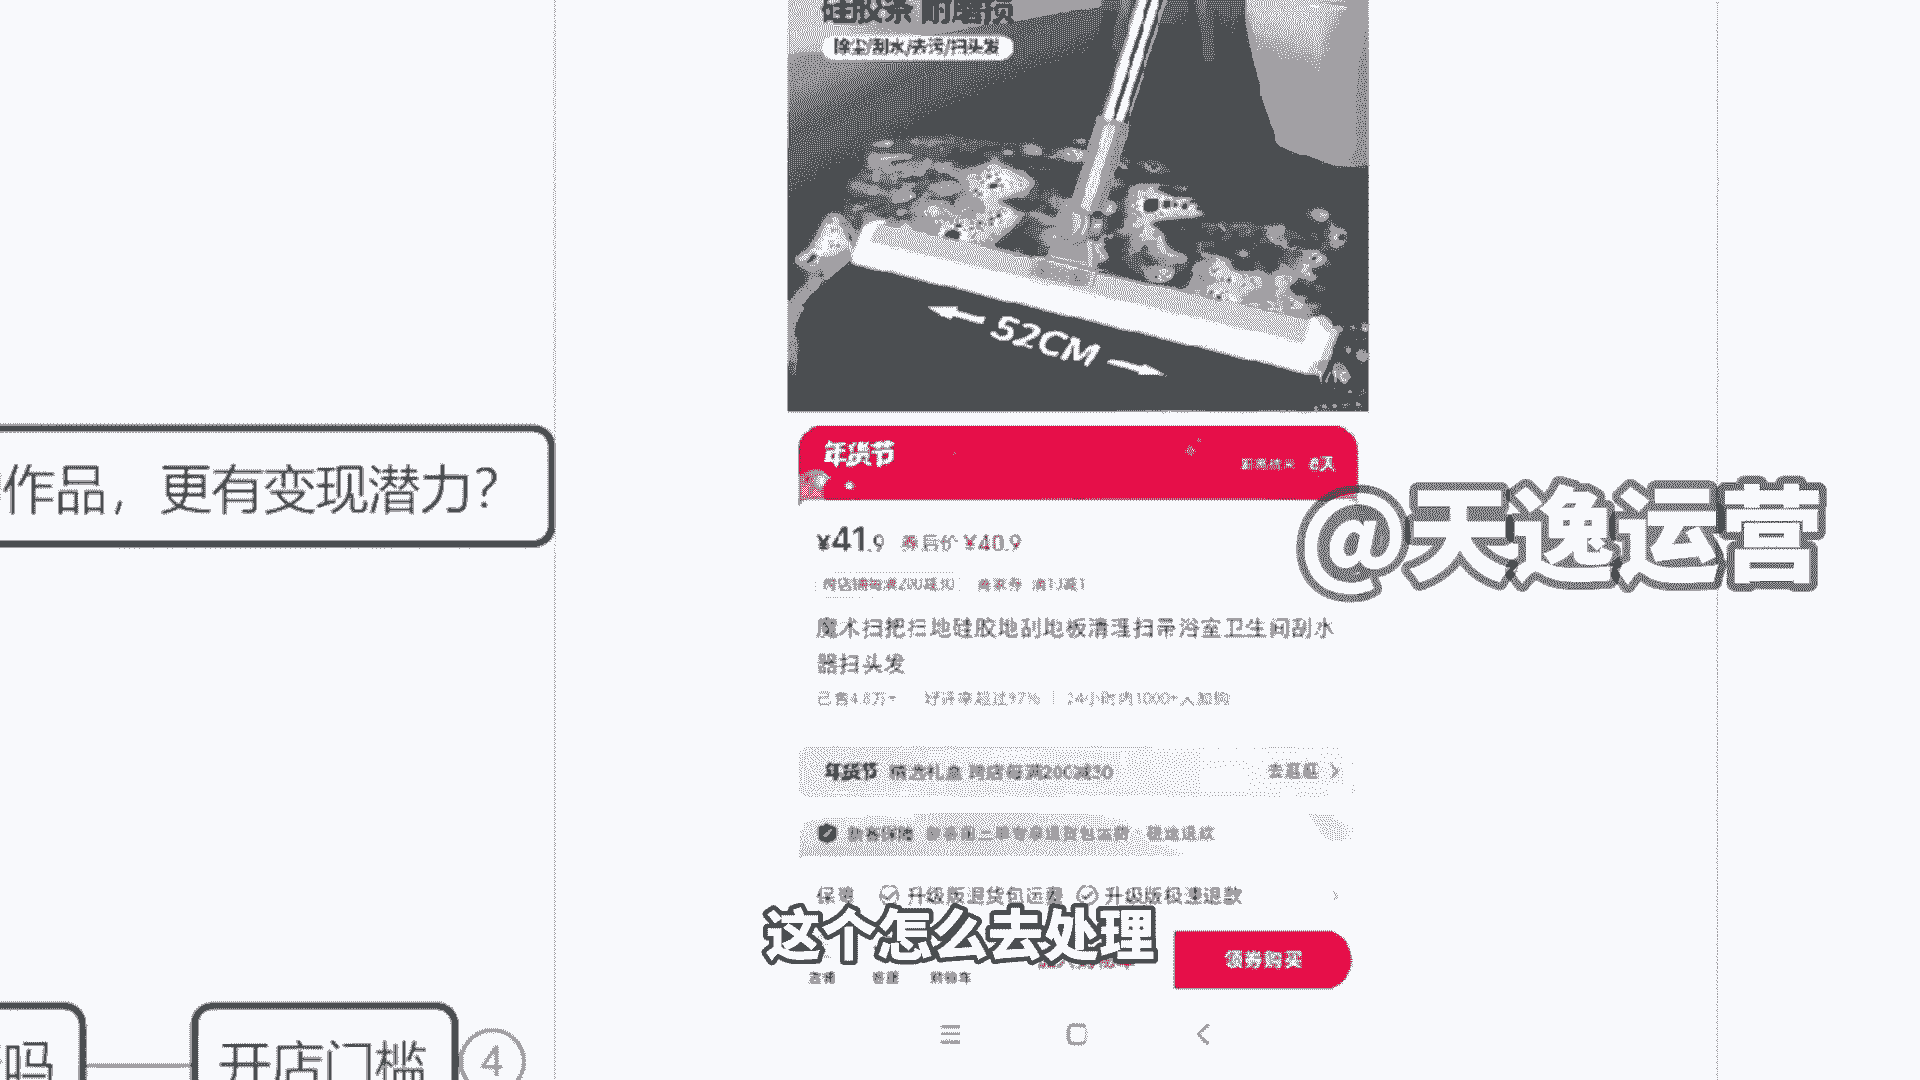 硅胶条 耐磨损
除尘/刮水/去污/扫头发
52CM
作品，更有变现潜力？
年货节
6天
¥41.9 券后价 ¥40.9
跨店铺每满200减30 商家券 满1减1
@天逸运营
魔术扫把扫地硅胶地刮地板清理扫帚浴室卫生间刮水
器扫头发
已售4.8万+ 好评率超过97% 24小时内1000+人加购
年货节 精选礼盒 跨店每满200减30 去逛逛
保障 升级版退货包运费 升级版极速退款
这个怎么去处理
店铺 客服 购物车
领券购买
吗
开店门槛
4